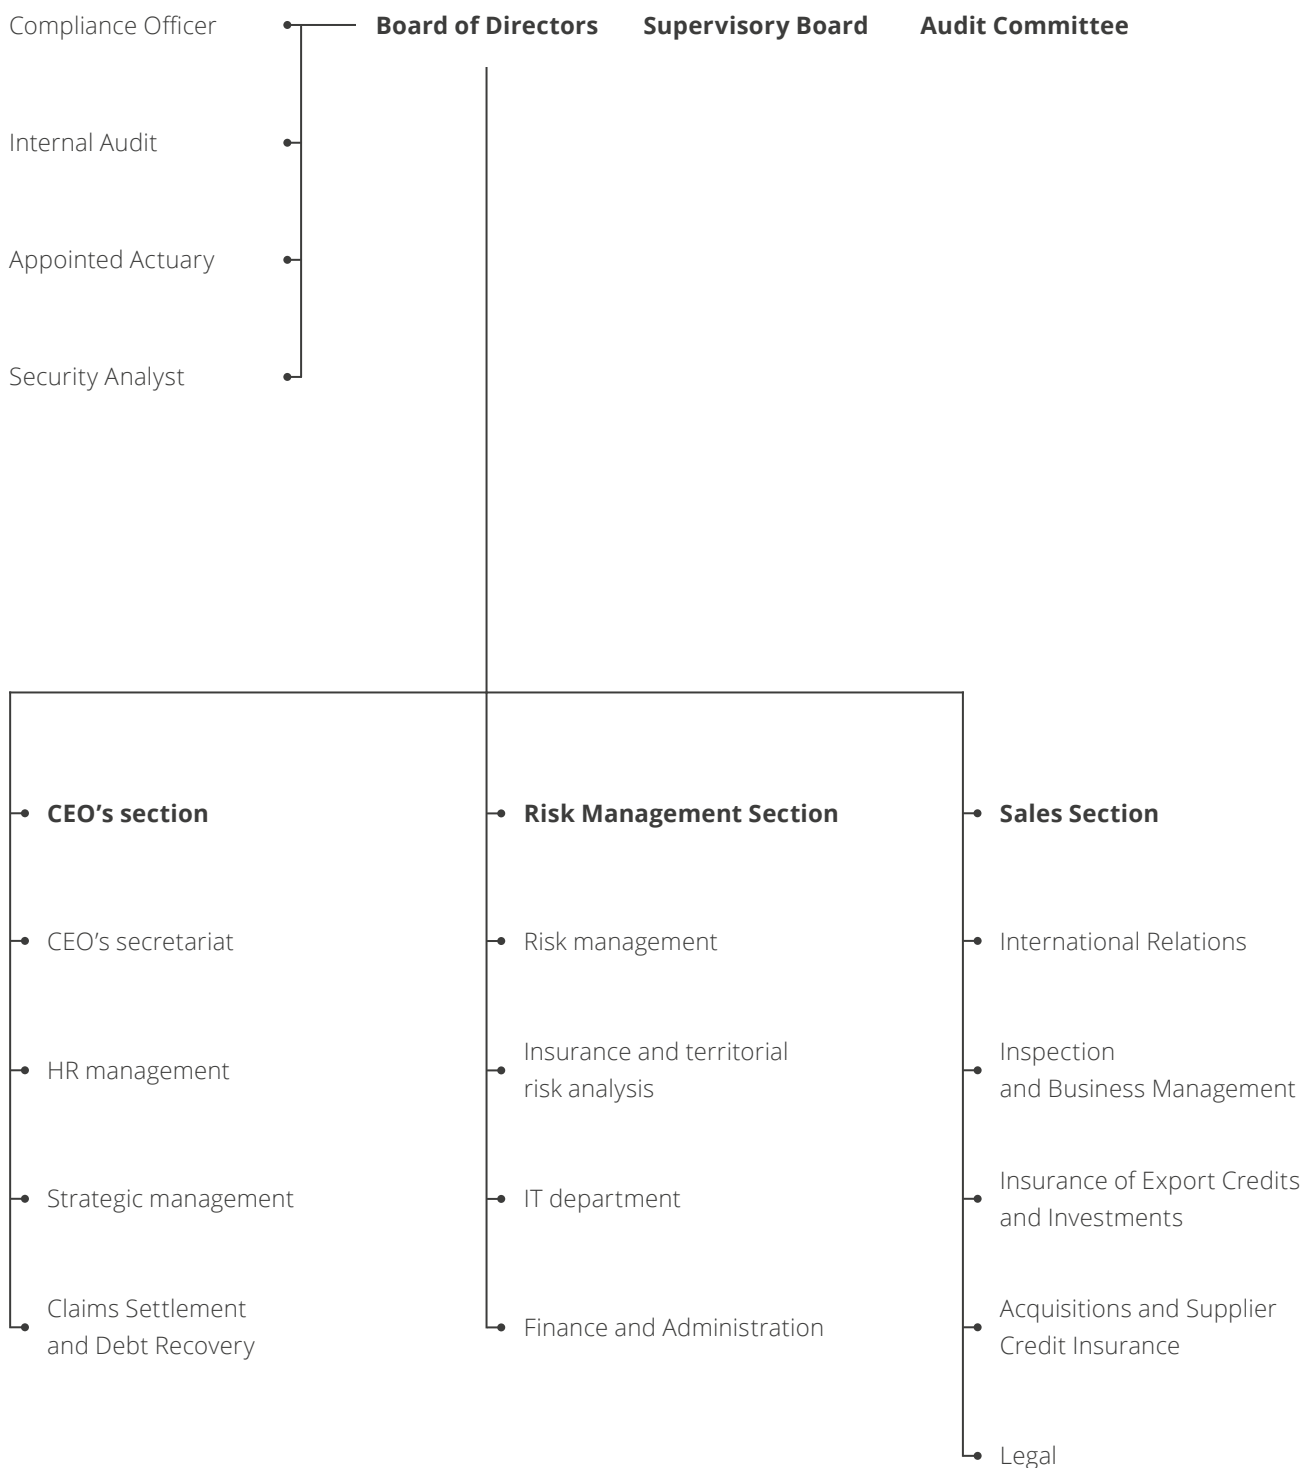 Compliance Officer
Board of Directors
Supervisory Board
Audit Committee
Internal Audit
Appointed Actuary
Security Analyst
CEO’s section
CEO’s secretariat
HR management
Strategic management
Claims Settlement
and Debt Recovery
Risk Management Section
Risk management
Insurance and territorial
risk analysis
IT department
Finance and Administration
Sales Section
International Relations
Inspection
and Business Management
Insurance of Export Credits
and Investments
Acquisitions and Supplier
Credit Insurance
Legal